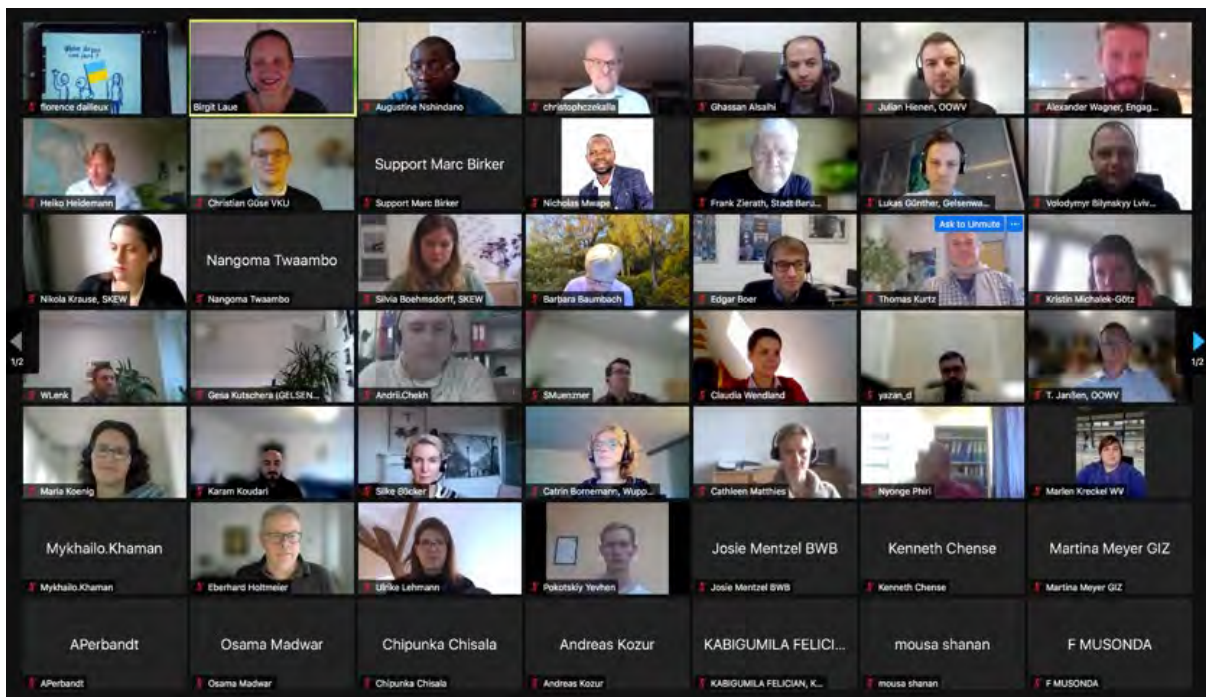 florence dailleux
Birgit Laue
Augustine Nshindano
christophczekalla
Ghassan Alsalhi
Julian Hienen, OOWV
Alexander Wagner, Engag...
Heiko Heidemann
Christian Güse VKU
Support Marc Birker
Support Marc Birker
Nicholas Mwape
Frank Zierath, Stadt Baru...
Lukas Günther, Gelsenwa...
Volodymyr Bilynskyy Lviv...
Nikola Krause, SKEW
Nangoma Twaambo
Nangoma Twaambo
Silvia Boehmsdorff, SKEW
Barbara Baumbach
Edgar Boer
Ask to Unmute ...
Thomas Kurtz
Kristin Michalek-Götz
1/2
WLenk
Gesa Kutschera (GELSEN...
Andrii.Chekh
SMuenzner
Claudia Wendland
yazan_d
T. Janßen, OOWV
1/2
Maria Koenig
Karam Koudari
Silke Böcker
Catrin Bornemann, Wupp...
Cathleen Matthies
Nyonge Phiri
Marlen Kreckel WV
Mykhailo.Khaman
Mykhailo.Khaman
Eberhard Holtmeier
Ulrike Lehmann
Pokotskiy Yevhen
Josie Mentzel BWB
Josie Mentzel BWB
Kenneth Chense
Kenneth Chense
Martina Meyer GIZ
Martina Meyer GIZ
APerbandt
APerbandt
Osama Madwar
Osama Madwar
Chipunka Chisala
Chipunka Chisala
Andreas Kozur
Andreas Kozur
KABIGUMILA FELICI...
KABIGUMILA FELICIAN, K...
mousa shanan
mousa shanan
F MUSONDA
F MUSONDA